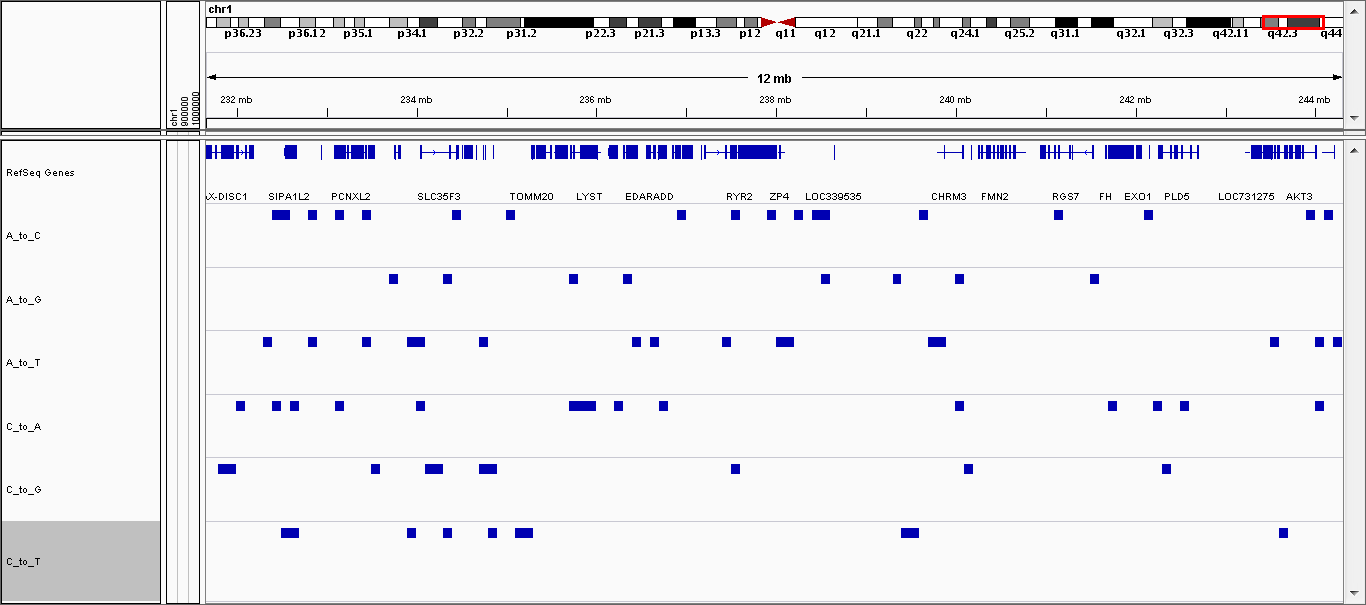 chr1
p36.23 p36.12 p35.1 p34.1 p32.2 p31.2 p22.3 p21.3 p13.3 p12 q11 q12 q21.1 q22 q24.1 q25.2 q31.1 q32.1 q32.3 q42.11 q42.3 q44
12 mb
232 mb 234 mb 236 mb 238 mb 240 mb 242 mb 244 mb
chr1
900000
1000000
RefSeq Genes
X-DISC1 SIPA1L2 PCNXL2 SLC35F3 TOMM20 LYST EDARADD RYR2 ZP4 LOC339535 CHRM3 FMN2 RGS7 FH EXO1 PLD5 LOC731275 AKT3
A_to_C
A_to_G
A_to_T
C_to_A
C_to_G
C_to_T